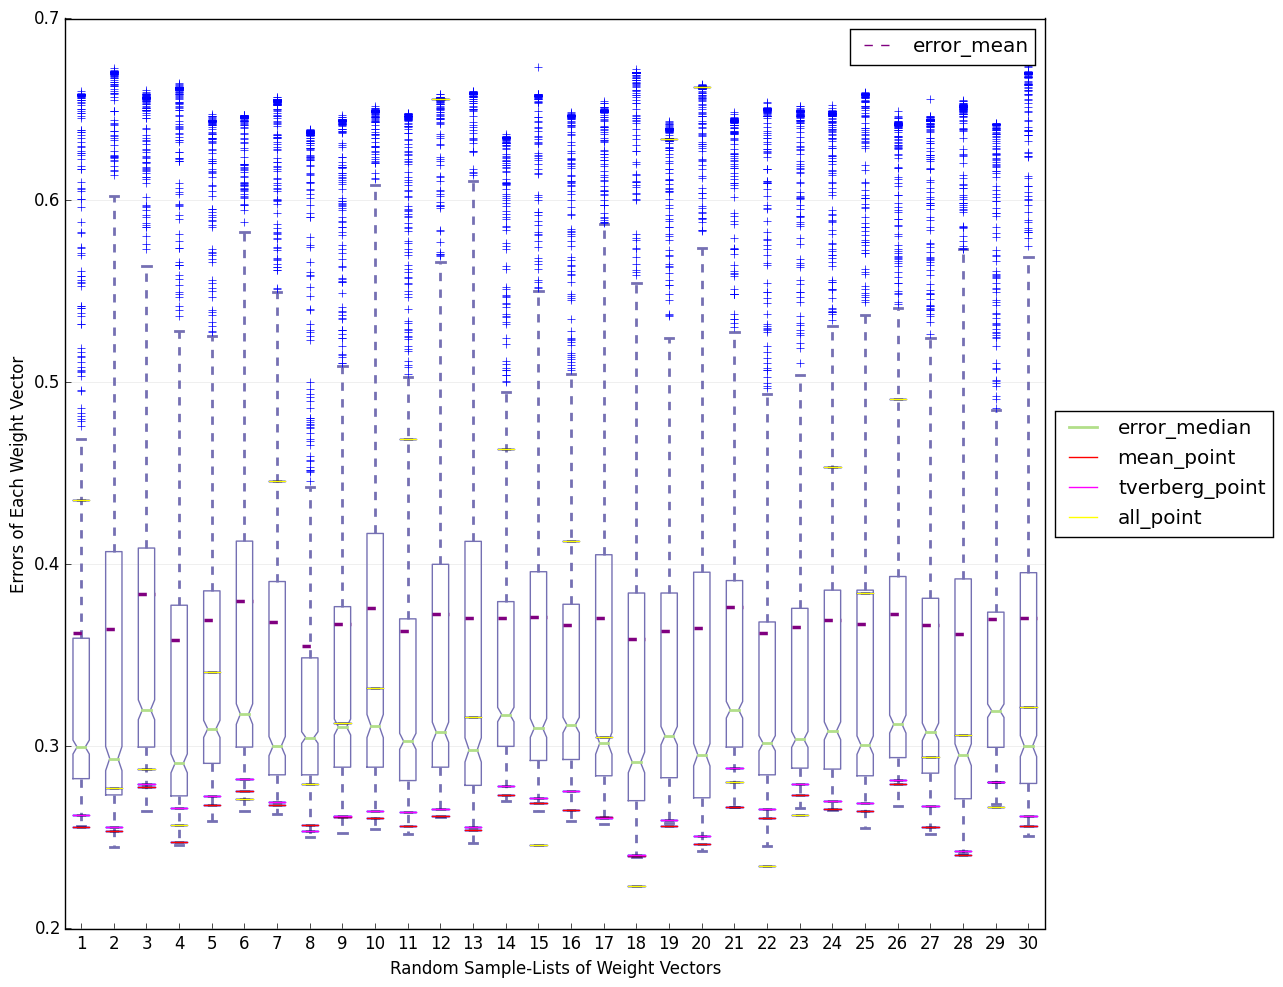 0.7
error_mean
0.6
0.5
error_median
mean_point
tverberg_point
all_point
Errors of Each Weight Vector
0.4
0.3
0.2
1 2 3 4 5 6 7 8 9 10 11 12 13 14 15 16 17 18 19 20 21 22 23 24 25 26 27 28 29 30
Random Sample-Lists of Weight Vectors